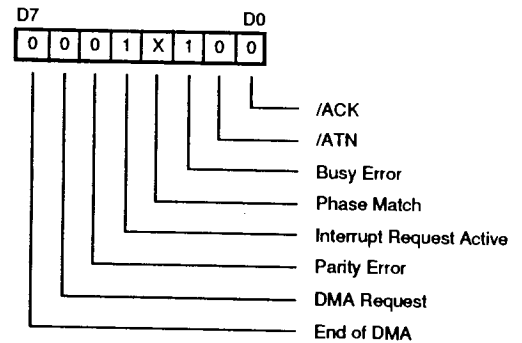 D7 D0
0 0 0 1 X 1 0 0
/ACK
/ATN
Busy Error
Phase Match
Interrupt Request Active
Parity Error
DMA Request
End of DMA